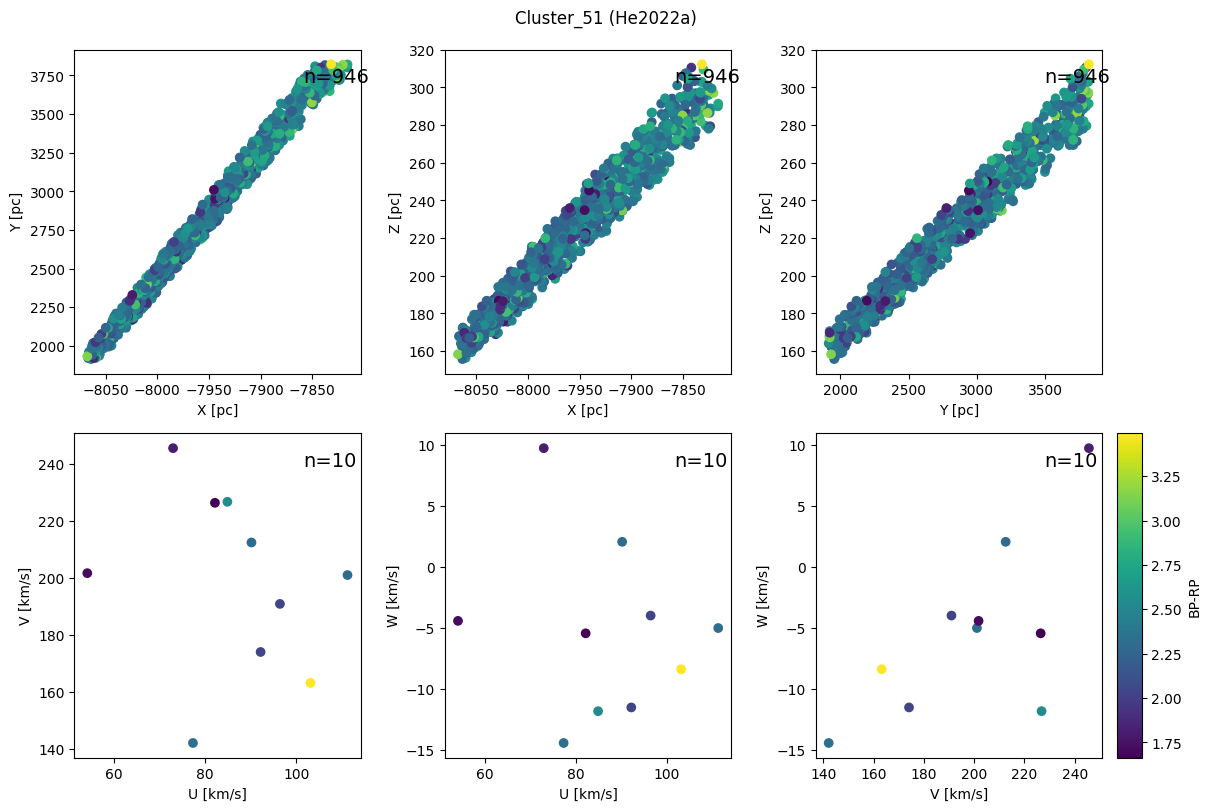 Cluster_51 (He2022a)
n=946
n=946
n=946
3750
3500
3250
3000
2750
2500
2250
2000
Y [pc]
−8050 −8000 −7950 −7900 −7850
X [pc]
320
300
280
260
240
220
200
180
160
Z [pc]
−8050 −8000 −7950 −7900 −7850
X [pc]
320
300
280
260
240
220
200
180
160
Z [pc]
2000 2500 3000 3500
Y [pc]
n=10
n=10
n=10
240
220
200
180
160
140
V [km/s]
60 80 100
U [km/s]
10
5
0
−5
−10
−15
W [km/s]
60 80 100
U [km/s]
10
5
0
−5
−10
−15
W [km/s]
140 160 180 200 220 240
V [km/s]
3.25
3.00
2.75
2.50
2.25
2.00
1.75
BP-RP